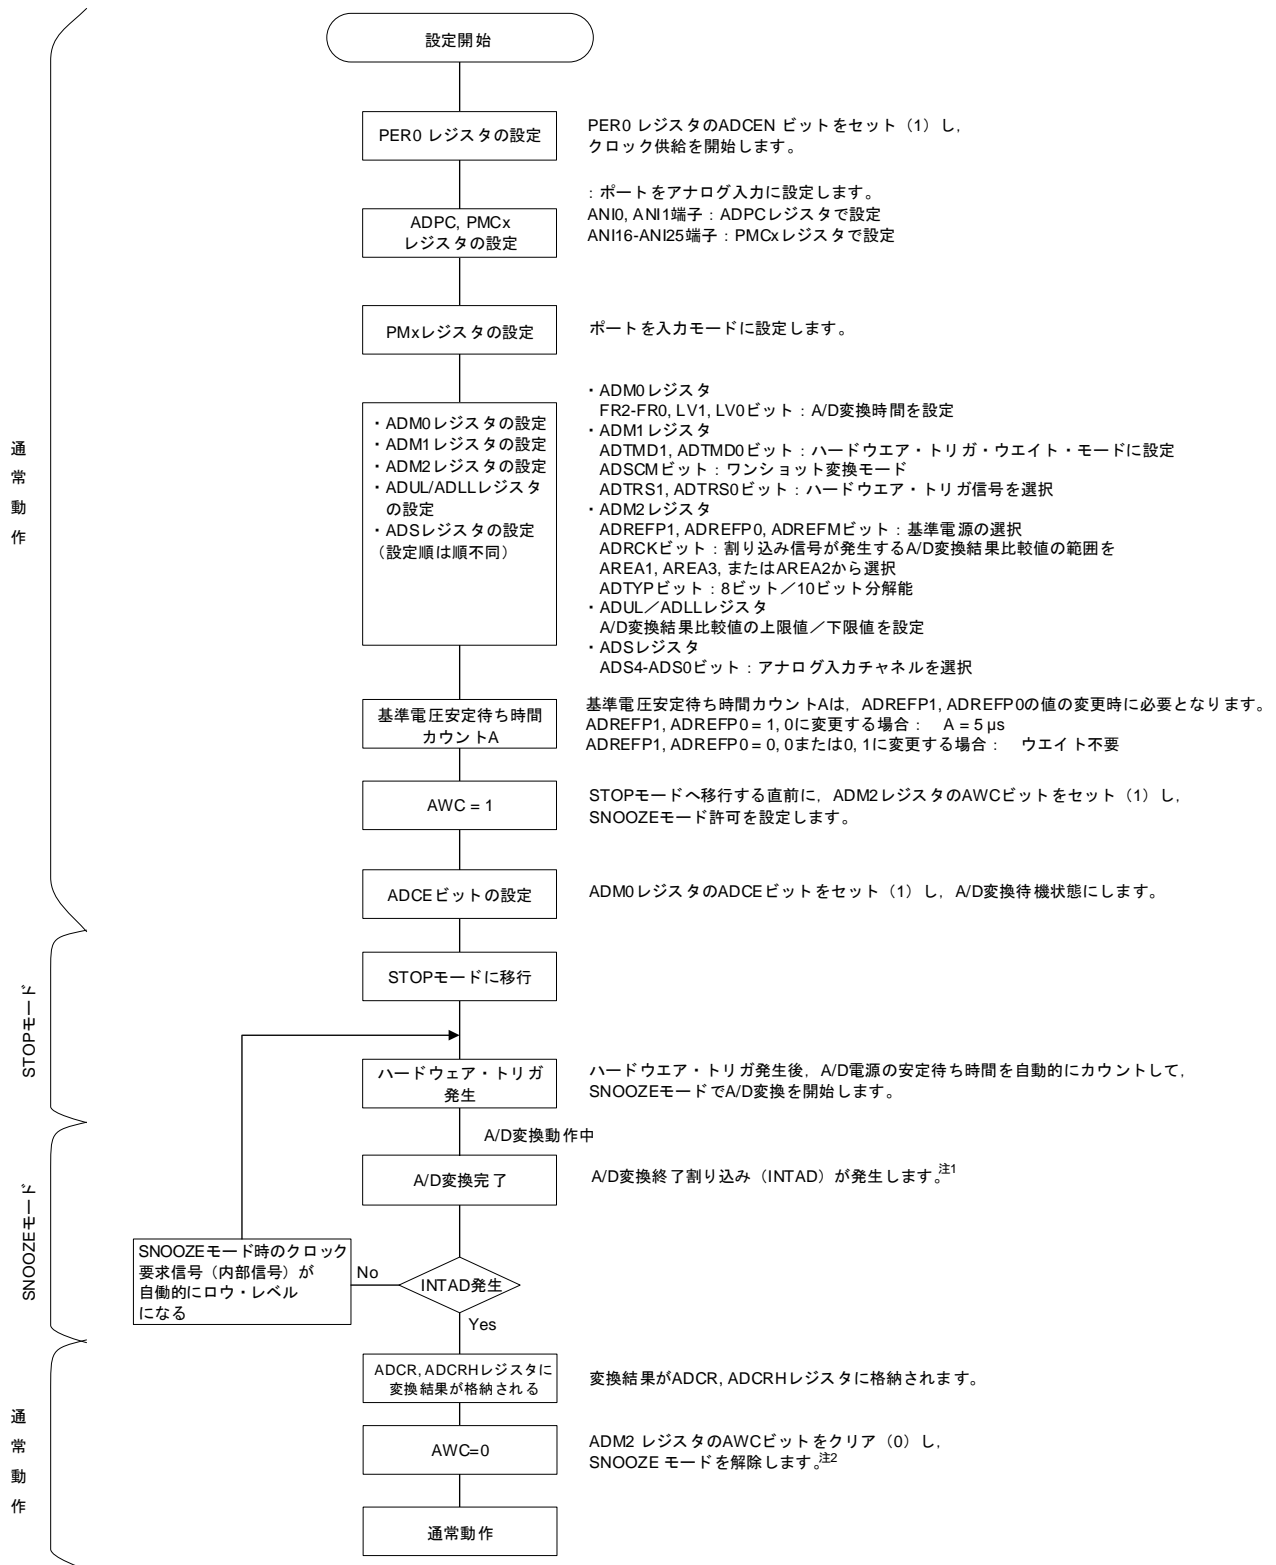 設定開始
PER0 レジスタの設定
PER0 レジスタのADCEN ビットをセット（1）し，
クロック供給を開始します。
ADPC, PMCx
レジスタの設定
：ポートをアナログ入力に設定します。
ANI0, ANI1端子：ADPCレジスタで設定
ANI16-ANI25端子：PMCxレジスタで設定
PMxレジスタの設定
ポートを入力モードに設定します。
・ADM0レジスタの設定
・ADM1レジスタの設定
・ADM2レジスタの設定
・ADUL/ADLLレジスタ
の設定
・ADSレジスタの設定
（設定順は順不同）
・ADM0レジスタ
FR2-FR0, LV1, LV0ビット：A/D変換時間を設定
・ADM1レジスタ
ADTMD1, ADTMD0ビット：ハードウエア・トリガ・ウエイト・モードに設定
ADSCMビット：ワンショット変換モード
ADTRS1, ADTRS0ビット：ハードウエア・トリガ信号を選択
・ADM2レジスタ
ADREFP1, ADREFP0, ADREFMビット：基準電源の選択
ADRCKビット：割り込み信号が発生するA/D変換結果比較値の範囲を
AREA1, AREA3, またはAREA2から選択
ADTYPビット：8ビット／10ビット分解能
・ADUL／ADLLレジスタ
A/D変換結果比較値の上限値／下限値を設定
・ADSレジスタ
ADS4-ADS0ビット：アナログ入力チャネルを選択
基準電圧安定待ち時間
カウントA
基準電圧安定待ち時間カウントAは，ADREFP1, ADREFP0の値の変更時に必要となります。
ADREFP1, ADREFP0 = 1, 0に変更する場合：　A = 5 μs
ADREFP1, ADREFP0 = 0, 0または0, 1に変更する場合：　ウエイト不要
AWC = 1
STOPモードへ移行する直前に，ADM2レジスタのAWCビットをセット（1）し，
SNOOZEモード許可を設定します。
ADCEビットの設定
ADM0レジスタのADCEビットをセット（1）し，A/D変換待機状態にします。
通常動作
STOPモードに移行
ハードウェア・トリガ
発生
ハードウエア・トリガ発生後，A/D電源の安定待ち時間を自動的にカウントして，
SNOOZEモードでA/D変換を開始します。
STOPモード
A/D変換動作中
A/D変換完了
A/D変換終了割り込み（INTAD）が発生します。注1
SNOOZEモード時のクロック
要求信号（内部信号）が
自働的にロウ・レベル
になる
No
INTAD発生
Yes
SNOOZEモード
ADCR, ADCRHレジスタに
変換結果が格納される
変換結果がADCR, ADCRHレジスタに格納されます。
AWC=0
ADM2 レジスタのAWCビットをクリア（0）し，
SNOOZE モードを解除します。注2
通常動作
通常動作